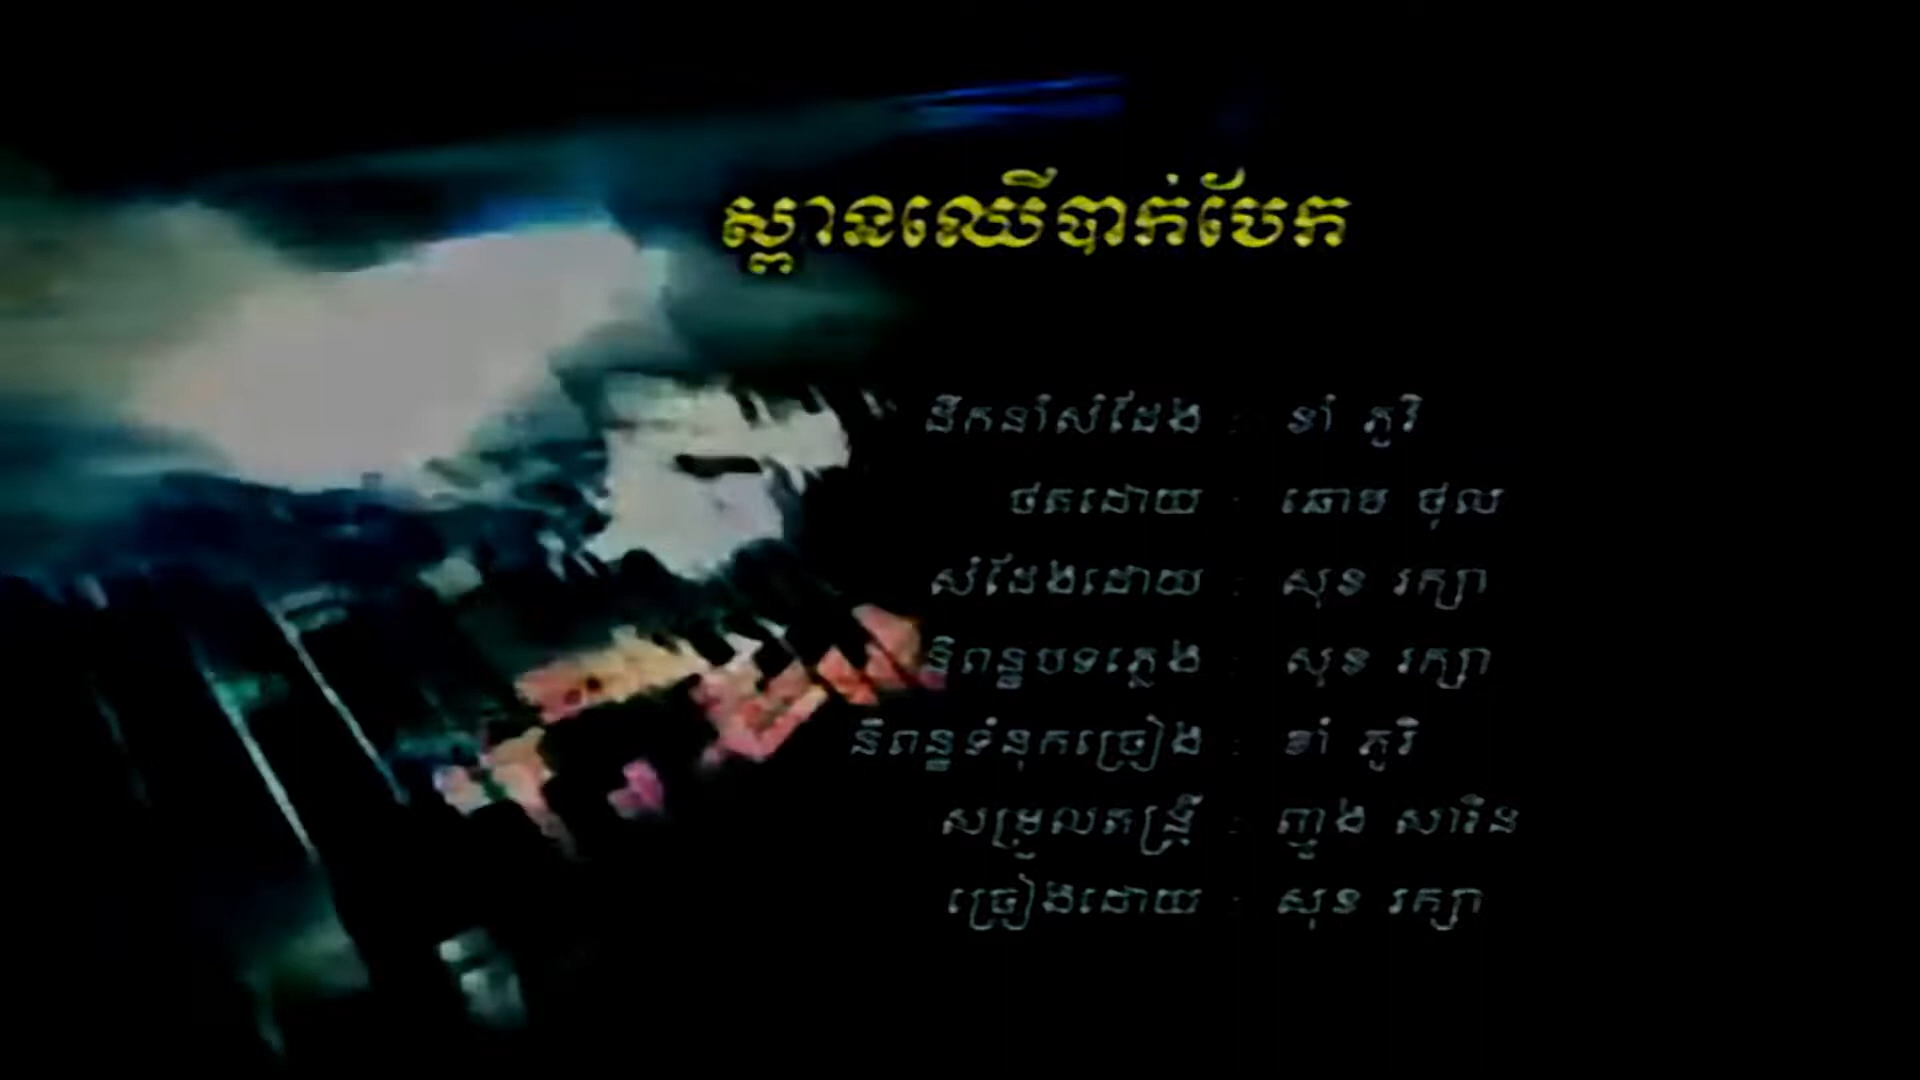 ស្ពានឈើបាក់បែក
ដឹកនាំសំដែង : ខាំ ភូរី
ថតដោយ : ឆោម ថុល
សំដែងដោយ : សុន រក្សា
និពន្ធបទភ្លេង : សុន រក្សា
និពន្ធទំនុកច្រៀង : ខាំ ភូរី
សម្រួលតន្ត្រី : ញ៉ូង សារិន
ច្រៀងដោយ : សុន រក្សា